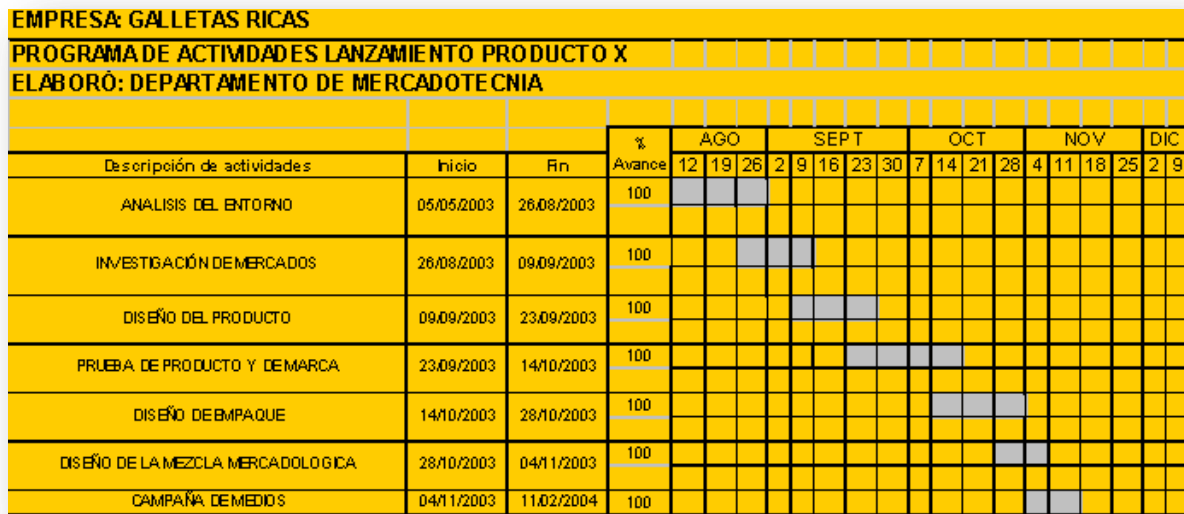 EMPRESA: GALLETAS RICAS
PROGRAMA DE ACTIVIDADES LANZAMIENTO PRODUCTO X
ELABORÓ: DEPARTAMENTO DE MERCADOTECNIA
% AGO SEPT OCT NOV DIC
Descripción de actividades Inicio Fin Avance 12 19 26 2 9 16 23 30 7 14 21 28 4 11 18 25 2 9
ANALISIS DEL ENTORNO 05/05/2003 26/08/2003 100
INVESTIGACIÓN DE MERCADOS 26/08/2003 09/09/2003 100
DISEÑO DEL PRODUCTO 09/09/2003 23/09/2003 100
PRUEBA DE PRODUCTO Y DE MARCA 23/09/2003 14/10/2003 100
DISEÑO DE EMPAQUE 14/10/2003 28/10/2003 100
DISEÑO DE LA MEZCLA MERCADOLOGICA 28/10/2003 04/11/2003 100
CAMPAÑA DE MEDIOS 04/11/2003 11/02/2004 100